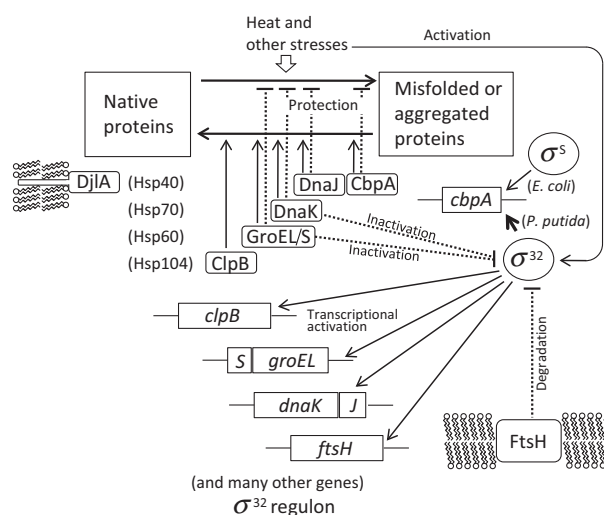 Heat and
other stresses
Activation
Native
proteins
Protection
Misfolded or
aggregated
proteins
DjlA
(Hsp40)
DnaJ
CbpA
σS
(E. coli)
cbpA
(P. putida)
(Hsp70)
DnaK
Inactivation
(Hsp60)
GroEL/S
Inactivation
(Hsp104)
ClpB
σ32
clpB
Transcriptional
activation
S
groEL
dnaK
J
ftsH
Degradation
FtsH
(and many other genes)
σ32 regulon